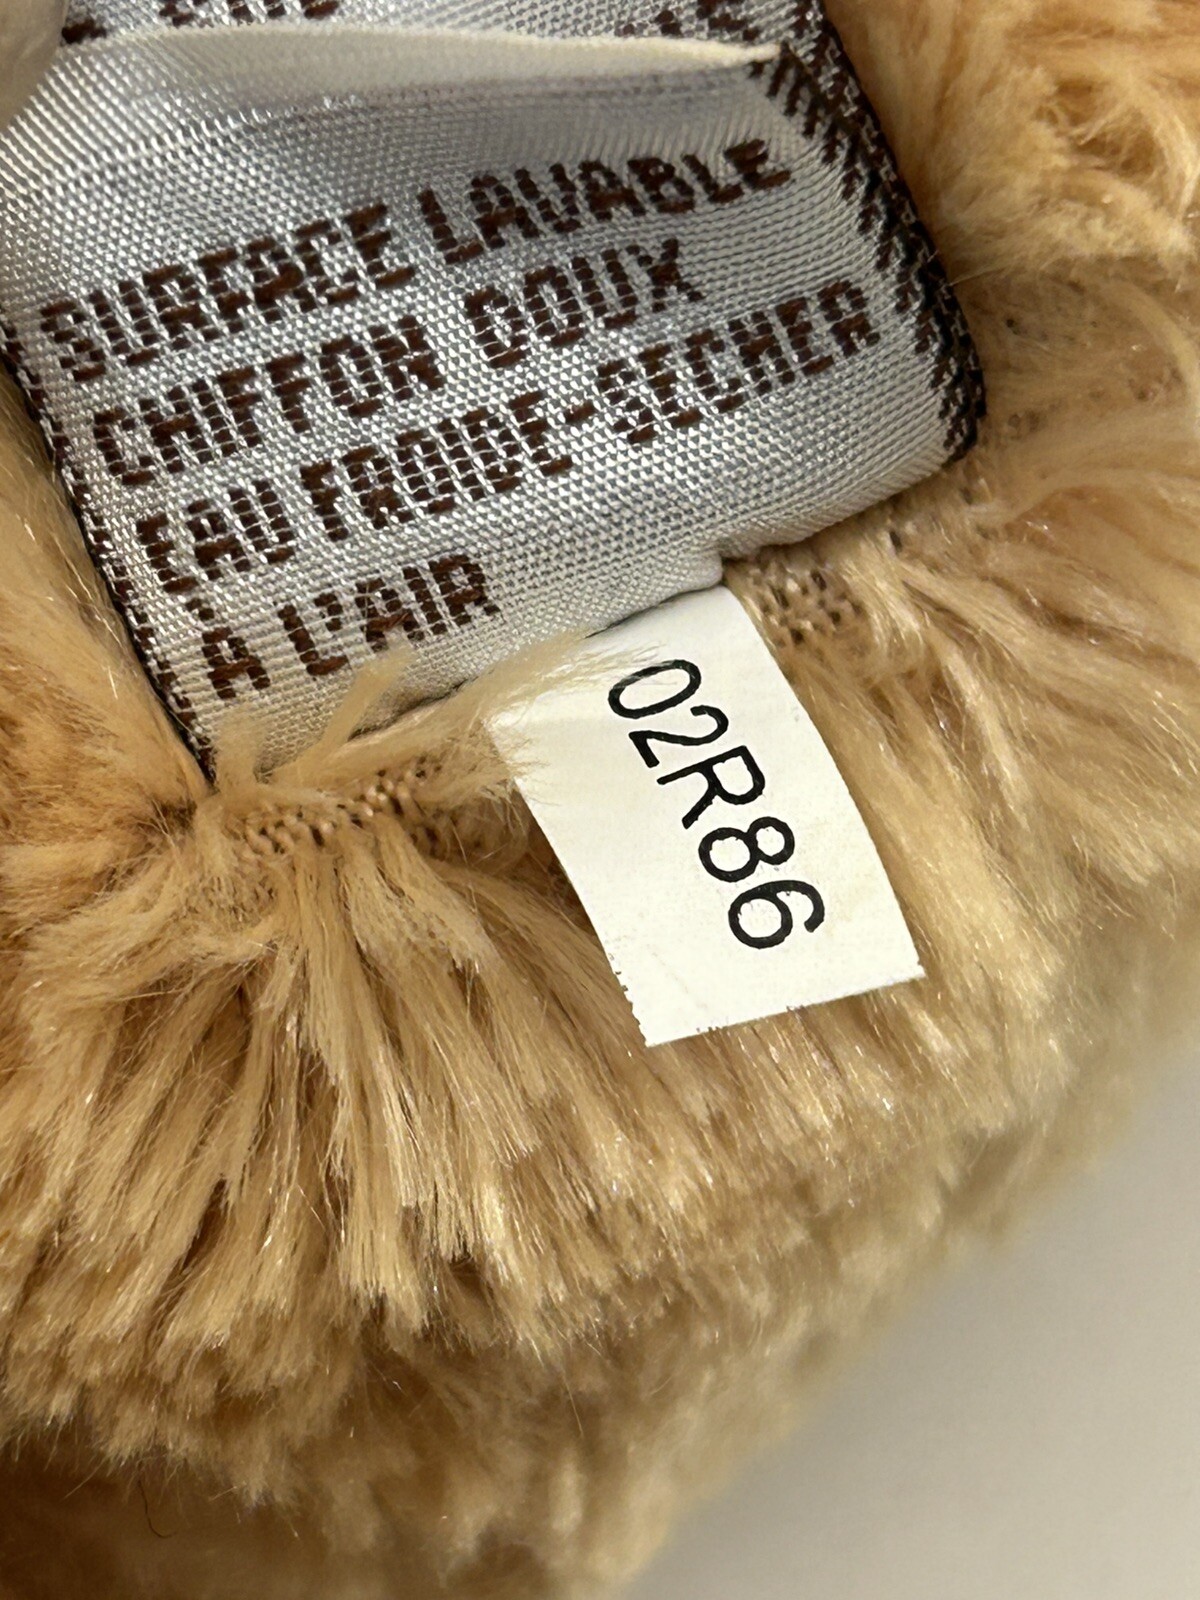 SURFACE LAVABLE
CHIFFON DOUX
EAU FROIDE-SECHER
À L'AIR
02R86